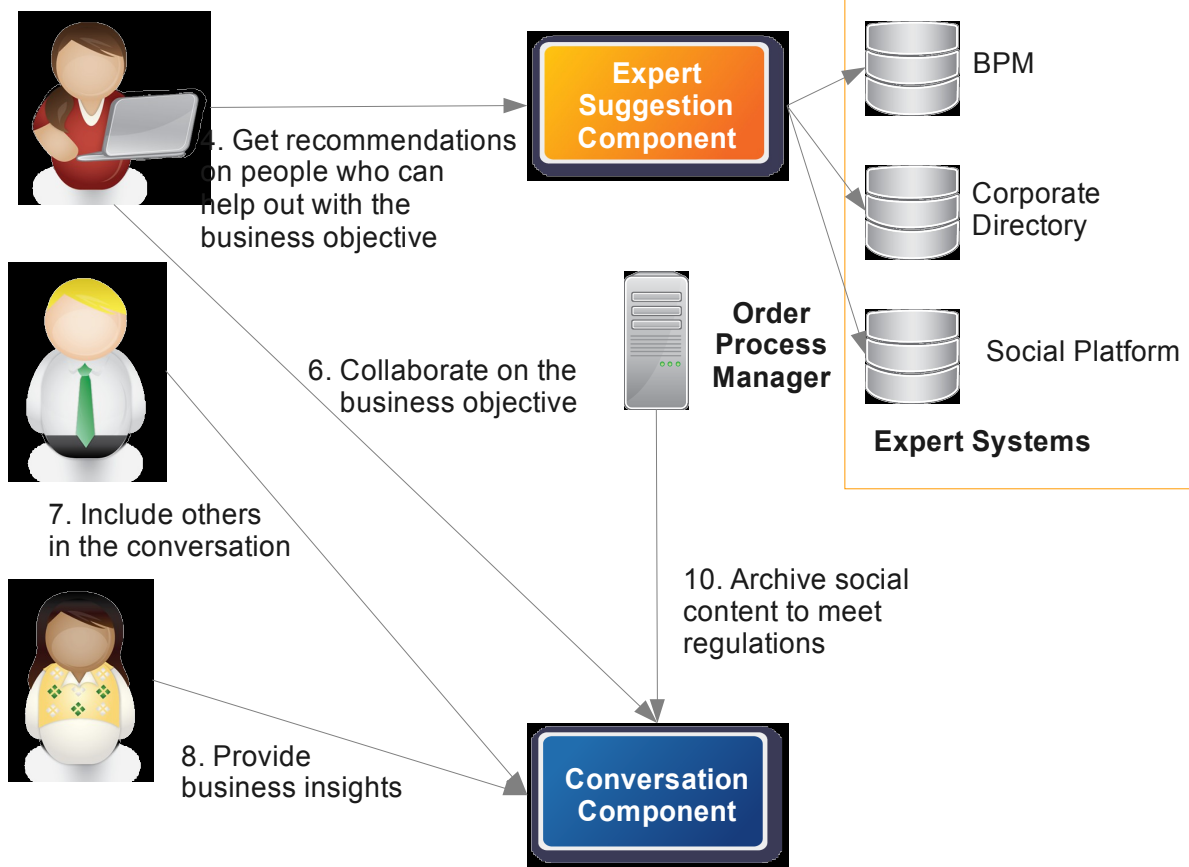 Expert
Suggestion
Component
BPM
4. Get recommendations
on people who can
help out with the
business objective
Corporate
Directory
Order
Process
Manager
Social Platform
6. Collaborate on the
business objective
Expert Systems
7. Include others
in the conversation
10. Archive social
content to meet
regulations
8. Provide
business insights
Conversation
Component